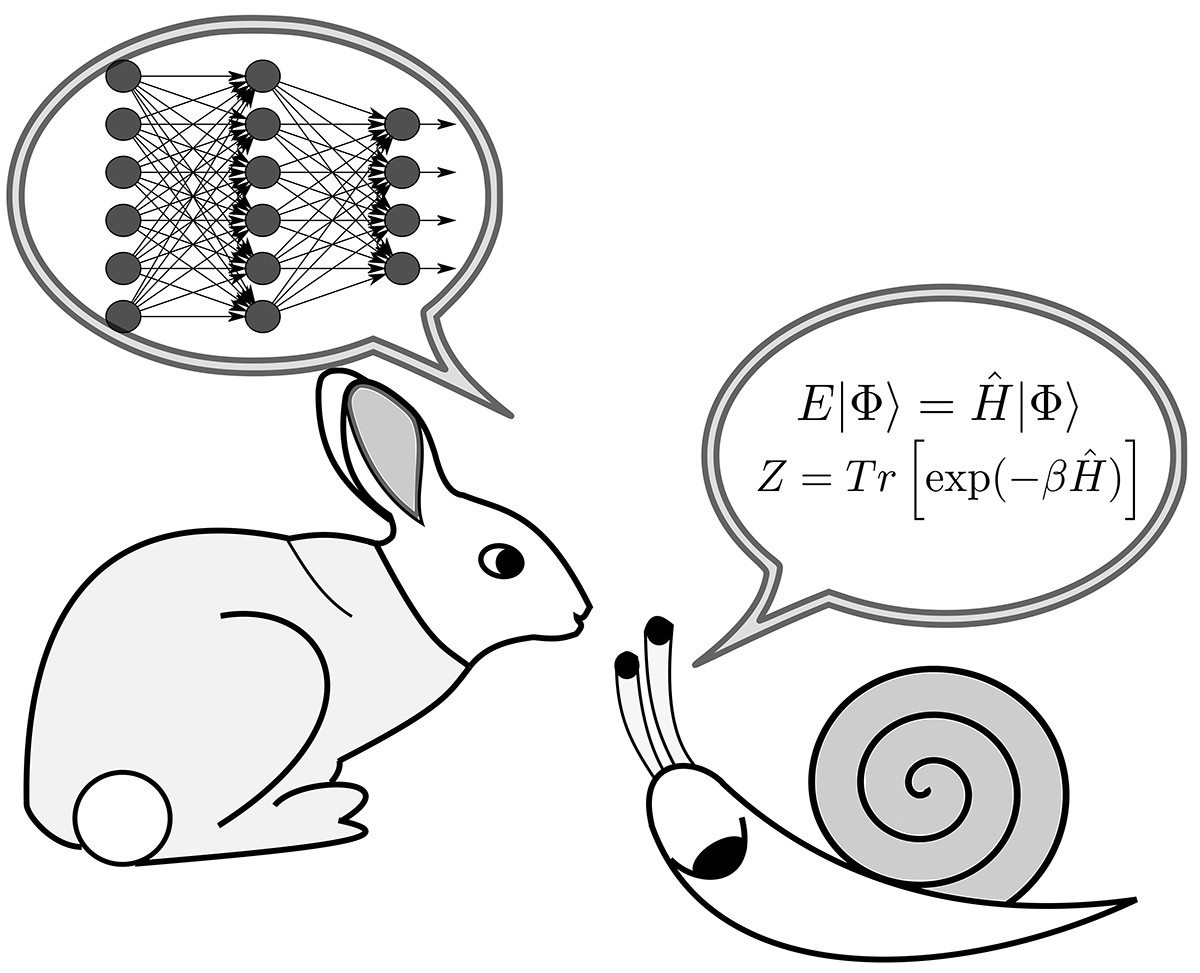 E|Φ⟩ = Ĥ|Φ⟩
Z = Tr [exp(−βĤ)]